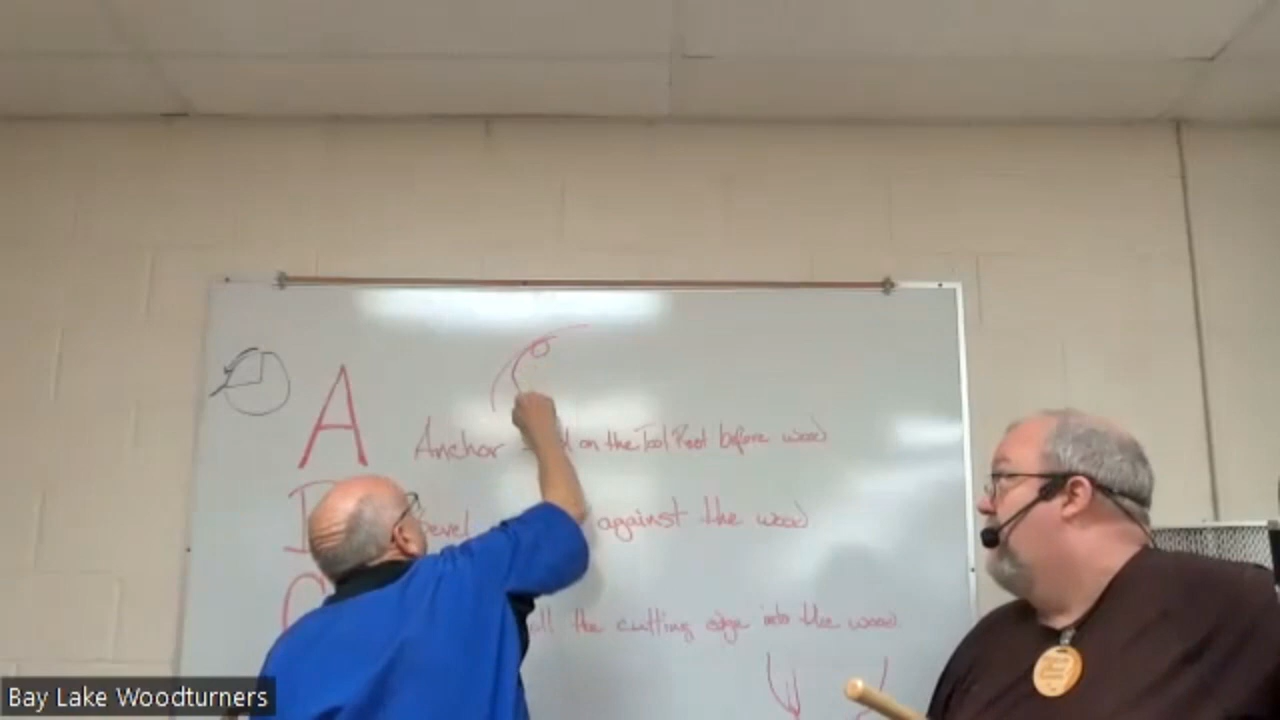 A Anchor on the Tool Rest before wood
B Bevel against the wood
C the cutting edge into the wood
Bay Lake Woodturners